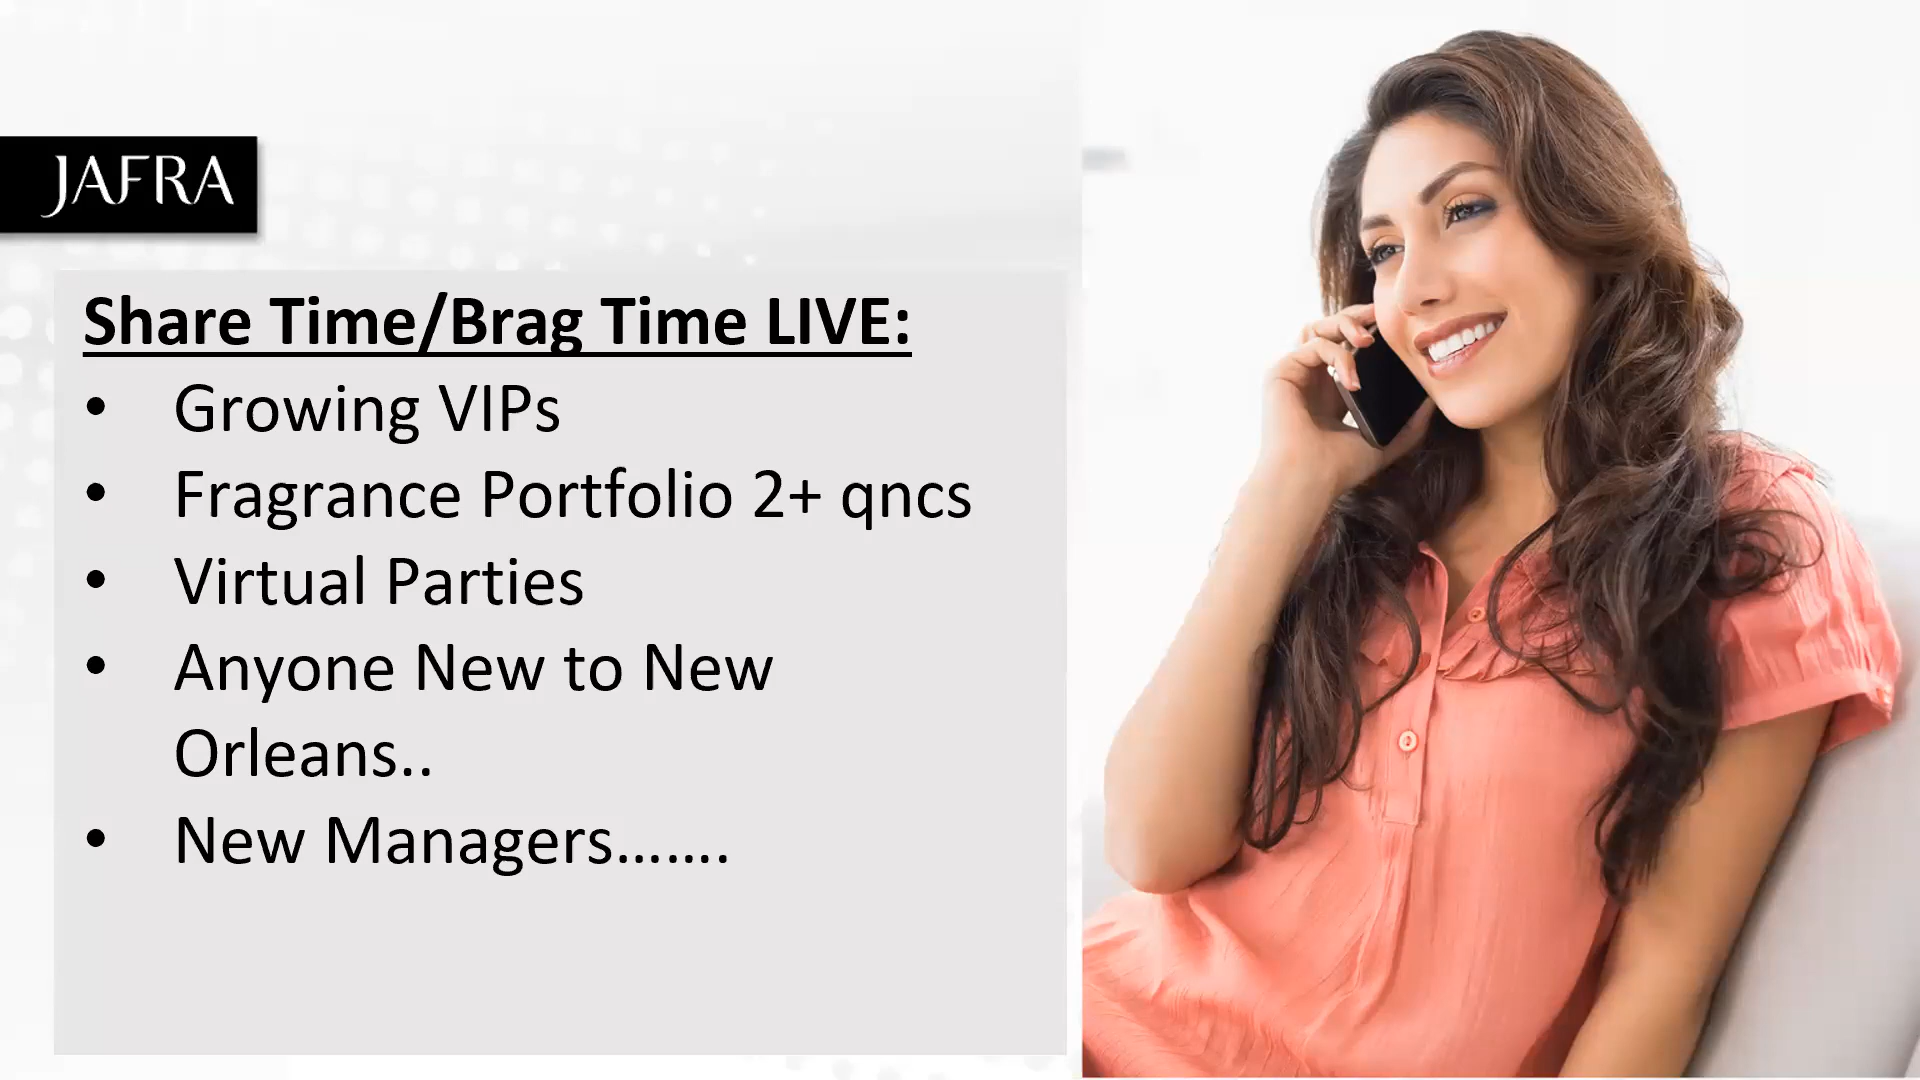 JAFRA
Share Time/Brag Time LIVE:
• Growing VIPs
• Fragrance Portfolio 2+ qncs
• Virtual Parties
• Anyone New to New
Orleans..
• New Managers…….